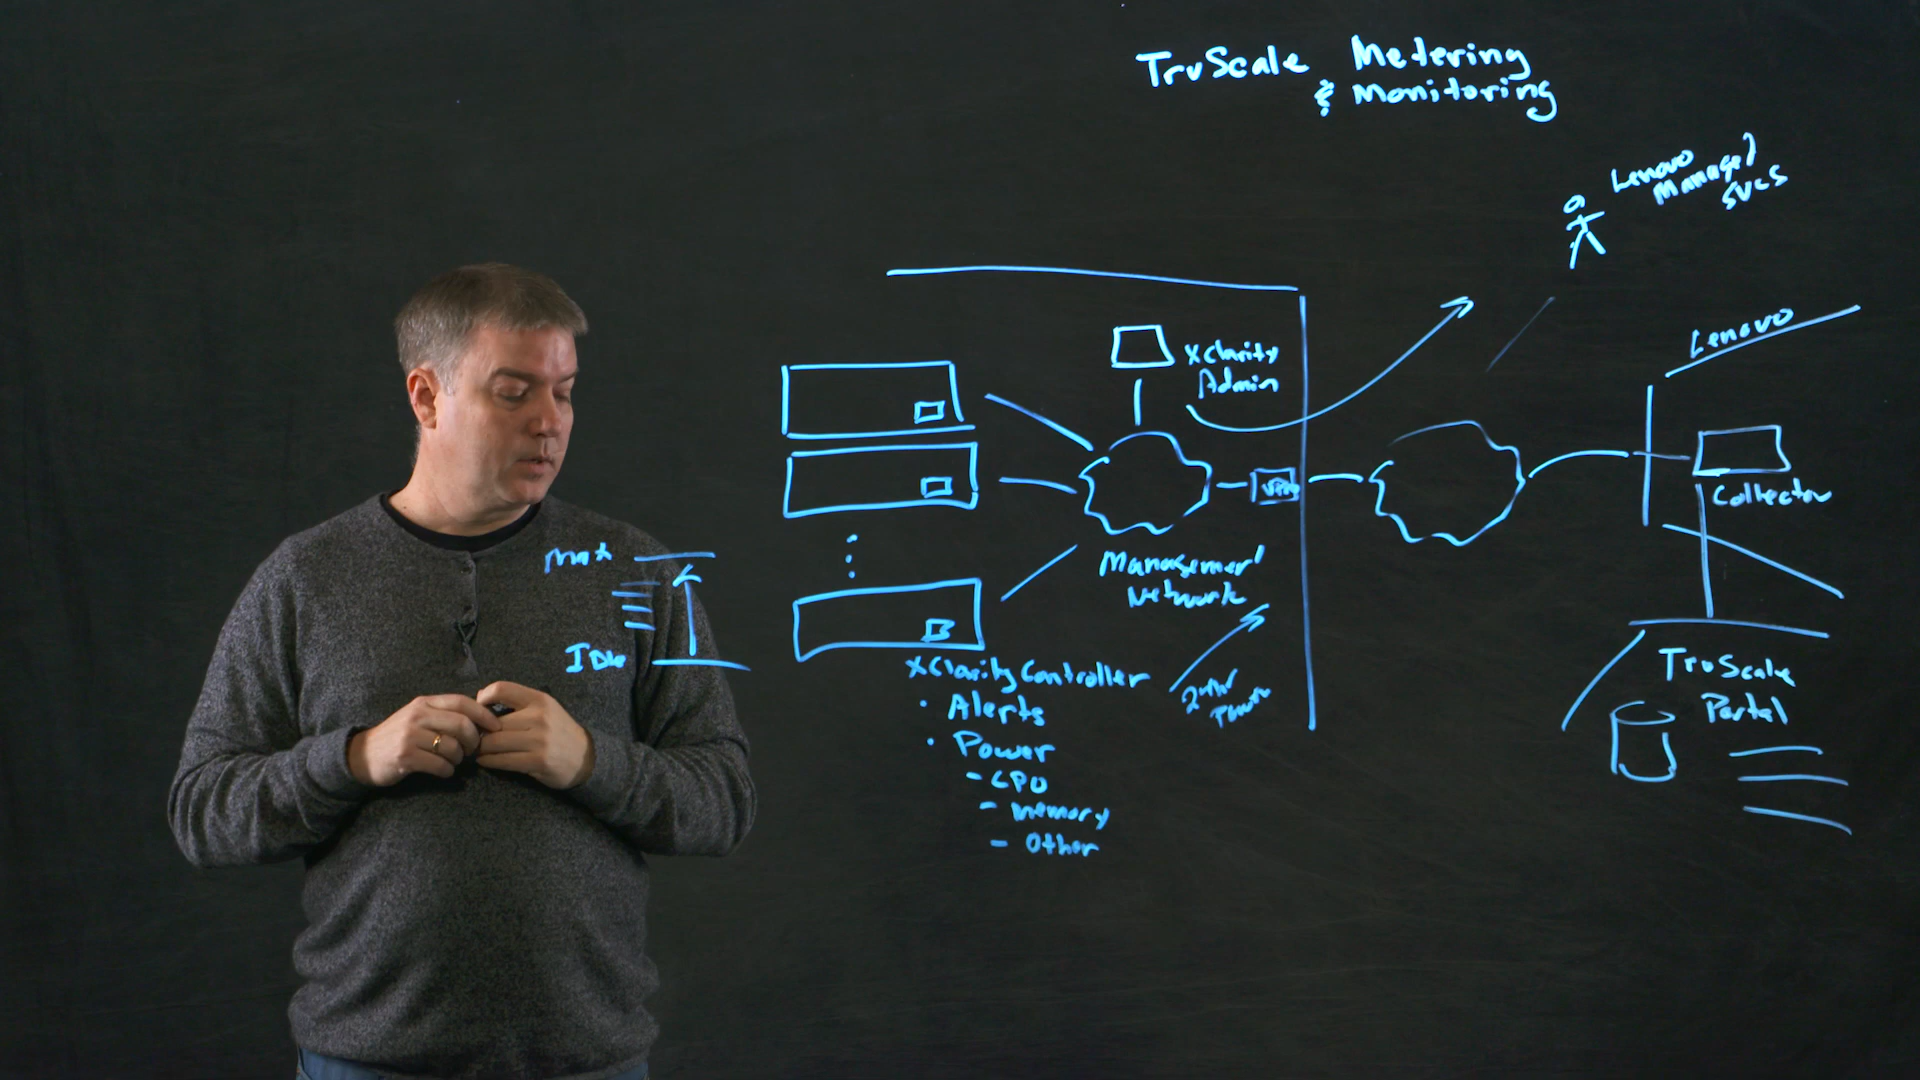 TruScale Metering
& Monitoring
Lenovo
Managed
SVCS
Lenovo
XClarity
Admin
VPN
Collector
Max
Idle
Management
Network
XClarity Controller
• Alerts
• Power
- CPU
- Memory
- Other
Power
TruScale
Portal